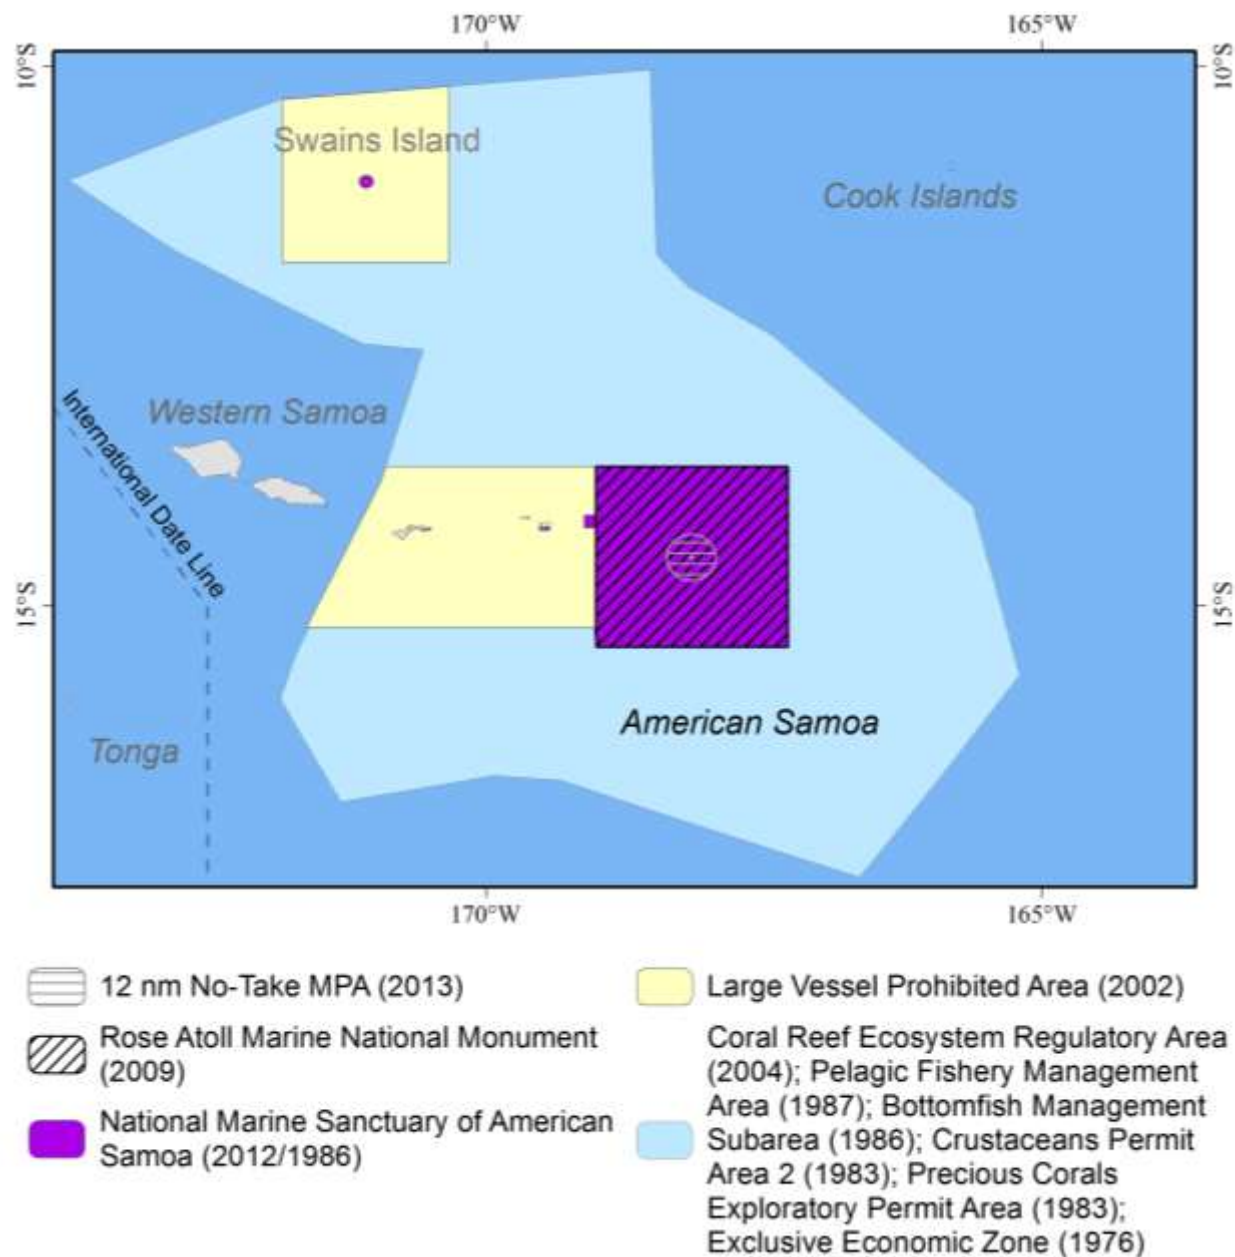 170°W
165°W
10°S
10°S
Swains Island
Cook Islands
Western Samoa
International Date Line
15°S
15°S
American Samoa
Tonga
170°W
165°W
12 nm No-Take MPA (2013)
Rose Atoll Marine National Monument
(2009)
National Marine Sanctuary of American
Samoa (2012/1986)
Large Vessel Prohibited Area (2002)
Coral Reef Ecosystem Regulatory Area
(2004); Pelagic Fishery Management
Area (1987); Bottomfish Management
Subarea (1986); Crustaceans Permit
Area 2 (1983); Precious Corals
Exploratory Permit Area (1983);
Exclusive Economic Zone (1976)